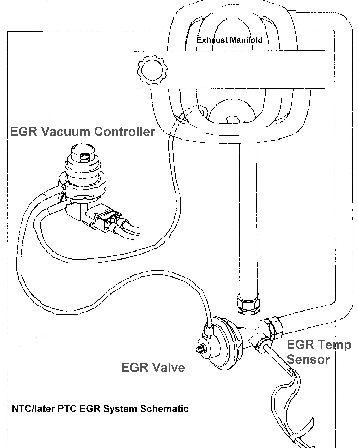 Exhaust Manifold
EGR Vacuum Controller
EGR Temp
Sensor
EGR Valve
NTC/later PTC EGR System Schematic